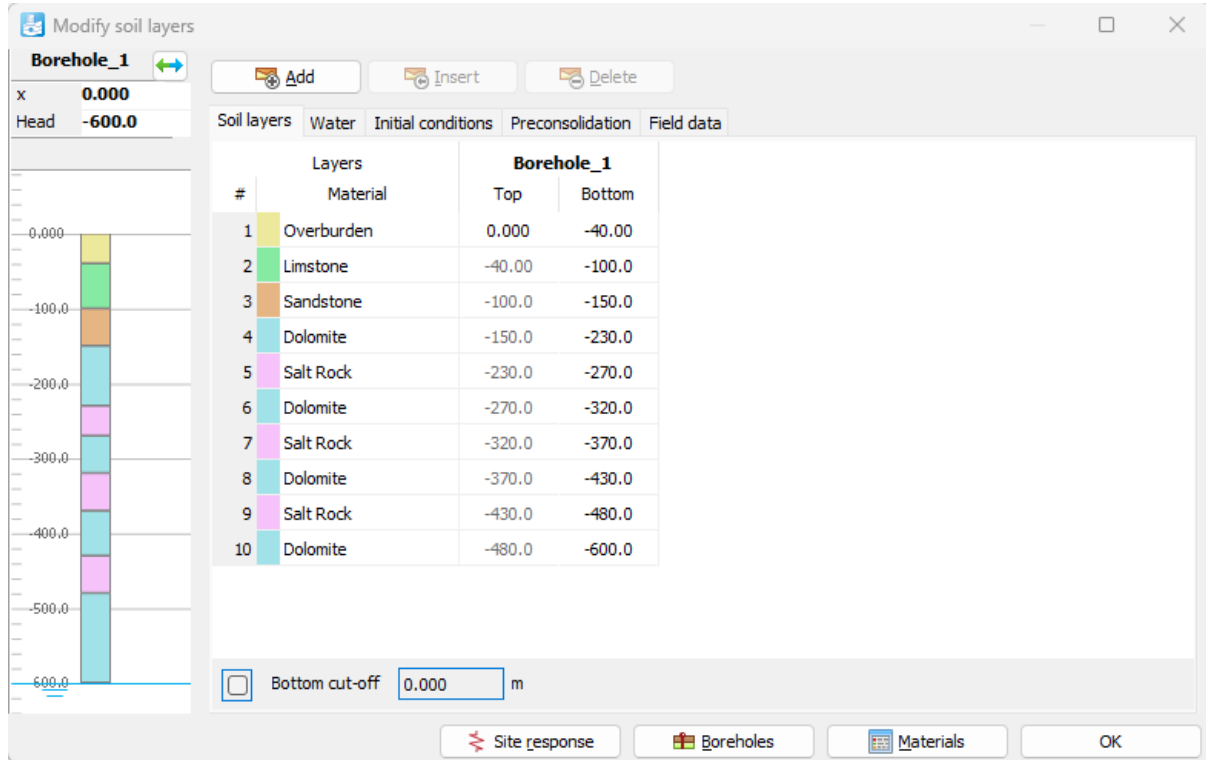 Modify soil layers
Borehole_1
x 0.000
Head -600.0
Add Insert Delete
Soil layers Water Initial conditions Preconsolidation Field data
Layers Borehole_1
# Material Top Bottom
1 Overburden 0.000 -40.00
2 Limstone -40.00 -100.0
3 Sandstone -100.0 -150.0
4 Dolomite -150.0 -230.0
5 Salt Rock -230.0 -270.0
6 Dolomite -270.0 -320.0
7 Salt Rock -320.0 -370.0
8 Dolomite -370.0 -430.0
9 Salt Rock -430.0 -480.0
10 Dolomite -480.0 -600.0
0.000
-100.0
-200.0
-300.0
-400.0
-500.0
-600.0
Bottom cut-off 0.000 m
Site response Boreholes Materials OK